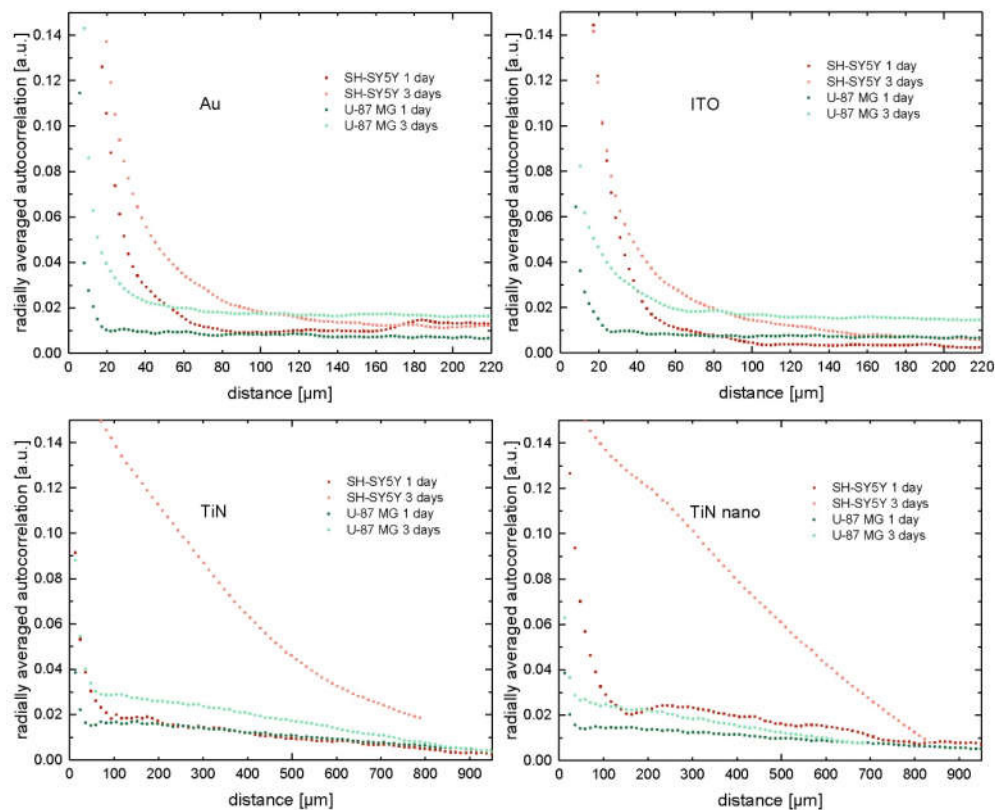 radially averaged autocorrelation [a.u.]
0.14
0.12
0.10
0.08
0.06
0.04
0.02
0.00
Au
SH-SY5Y 1 day
SH-SY5Y 3 days
U-87 MG 1 day
U-87 MG 3 days
0 20 40 60 80 100 120 140 160 180 200 220
distance [µm]
radially averaged autocorrelation [a.u.]
0.14
0.12
0.10
0.08
0.06
0.04
0.02
0.00
ITO
SH-SY5Y 1 day
SH-SY5Y 3 days
U-87 MG 1 day
U-87 MG 3 days
0 20 40 60 80 100 120 140 160 180 200 220
distance [µm]
radially averaged autocorrelation [a.u.]
0.14
0.12
0.10
0.08
0.06
0.04
0.02
0.00
TiN
SH-SY5Y 1 day
SH-SY5Y 3 days
U-87 MG 1 day
U-87 MG 3 days
0 100 200 300 400 500 600 700 800 900
distance [µm]
radially averaged autocorrelation [a.u.]
0.14
0.12
0.10
0.08
0.06
0.04
0.02
0.00
TiN nano
SH-SY5Y 1 day
SH-SY5Y 3 days
U-87 MG 1 day
U-87 MG 3 days
0 100 200 300 400 500 600 700 800 900
distance [µm]